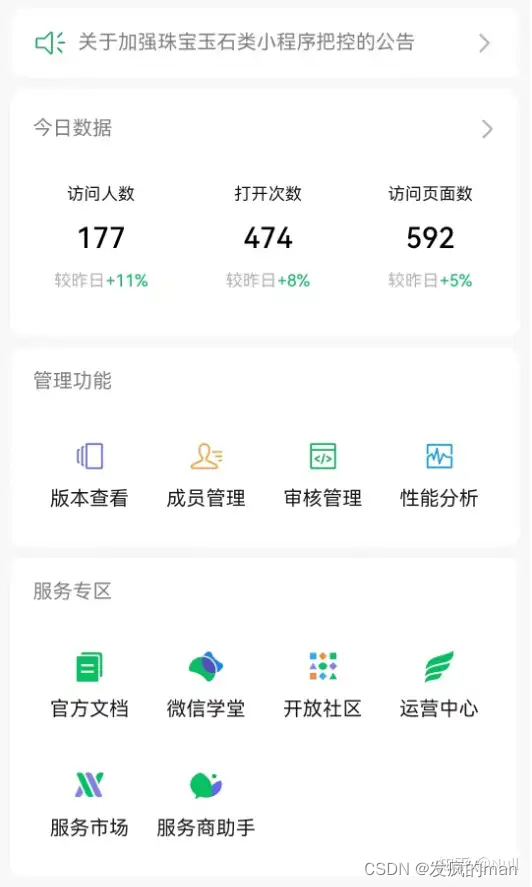 关于加强珠宝玉石类小程序把控的公告
今日数据
访问人数 打开次数 访问页面数
177 474 592
较昨日+11% 较昨日+8% 较昨日+5%
管理功能
版本查看 成员管理 审核管理 性能分析
服务专区
官方文档 微信学堂 开放社区 运营中心
服务市场 服务商助手
知乎 @Null
CSDN @发疯的man